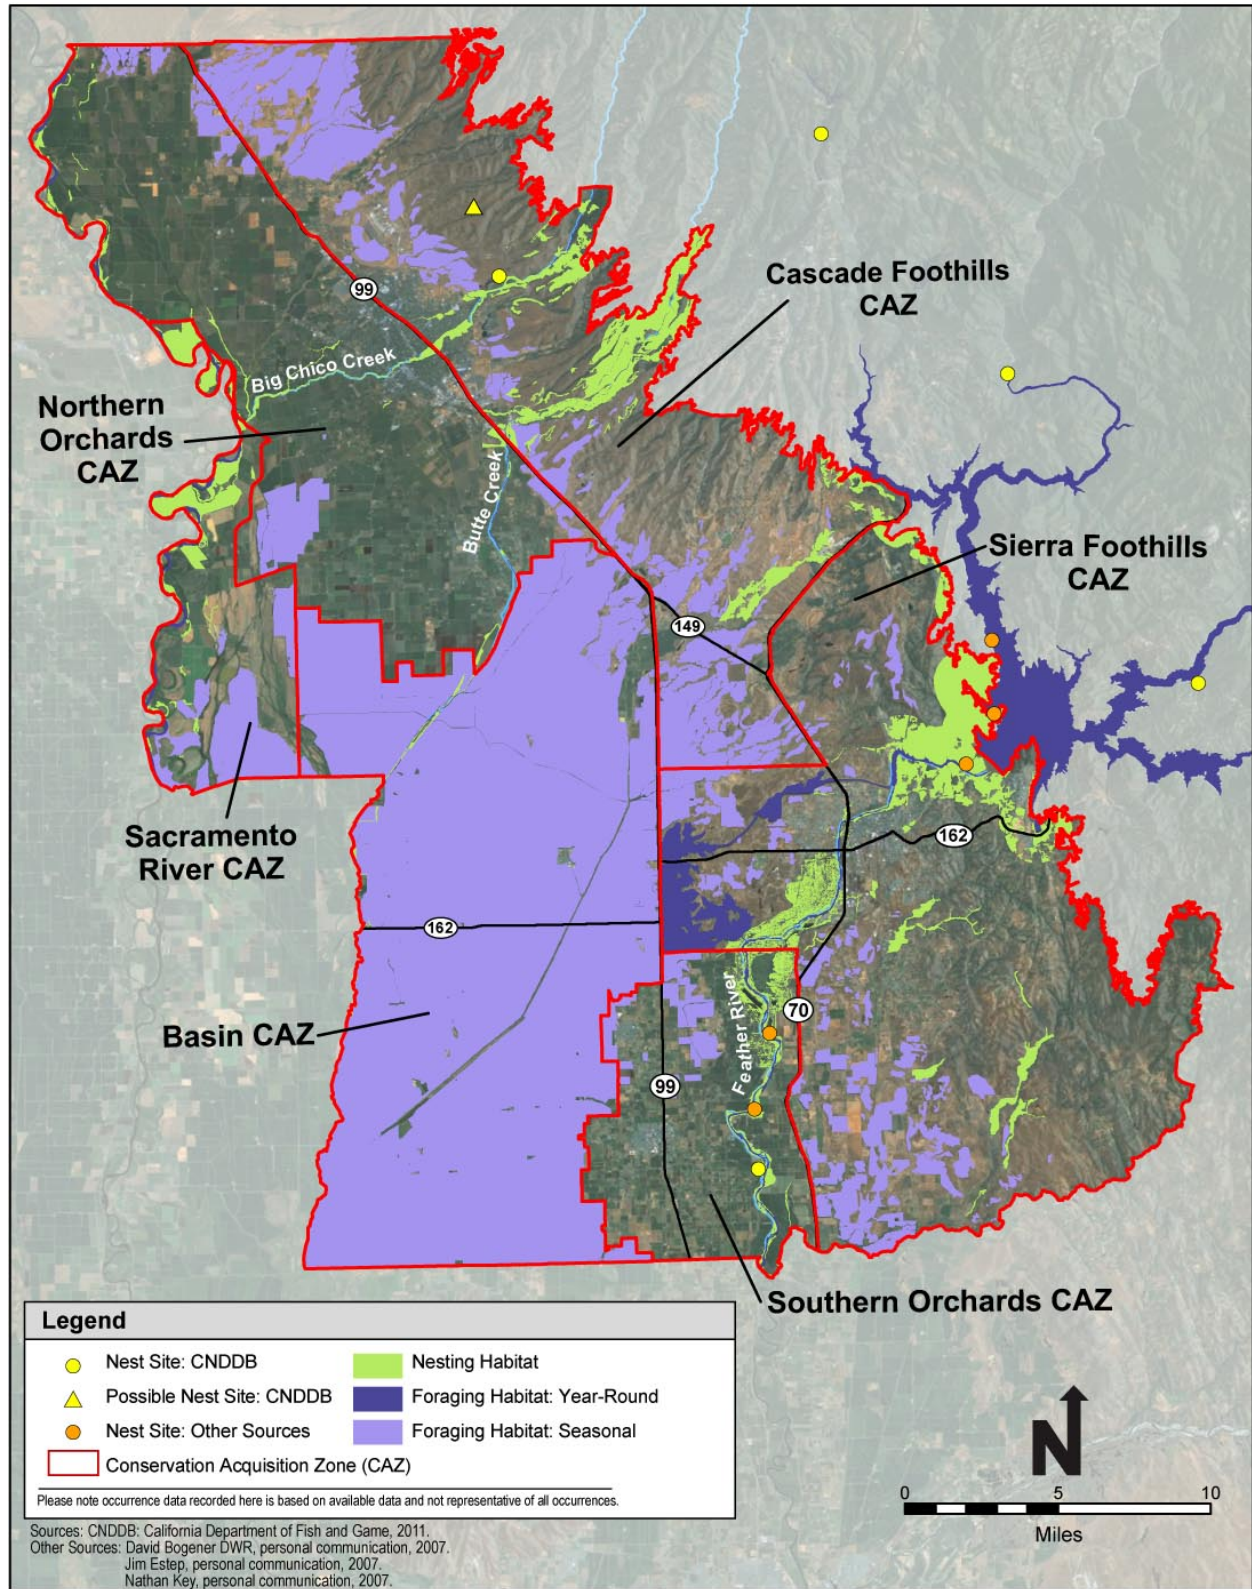 99
Cascade Foothills
CAZ
Big Chico Creek
Northern
Orchards
CAZ
Butte Creek
Sierra Foothills
CAZ
149
Sacramento
River CAZ
162
162
Basin CAZ
Feather River
70
99
Southern Orchards CAZ
Legend
Nest Site: CNDDB
Nesting Habitat
Possible Nest Site: CNDDB
Foraging Habitat: Year-Round
Nest Site: Other Sources
Foraging Habitat: Seasonal
Conservation Acquisition Zone (CAZ)
Please note occurrence data recorded here is based on available data and not representative of all occurrences.
N
0 5 10
Miles
Sources: CNDDB: California Department of Fish and Game, 2011.
Other Sources: David Bogener DWR, personal communication, 2007.
Jim Estep, personal communication, 2007.
Nathan Key, personal communication, 2007.